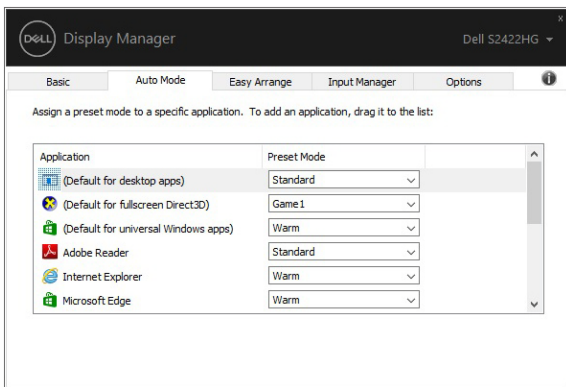 DELL Display Manager
Dell S2422HG
Basic Auto Mode Easy Arrange Input Manager Options
Assign a preset mode to a specific application. To add an application, drag it to the list:
Application Preset Mode
(Default for desktop apps) Standard
(Default for fullscreen Direct3D) Game1
(Default for universal Windows apps) Warm
Adobe Reader Standard
Internet Explorer Warm
Microsoft Edge Warm